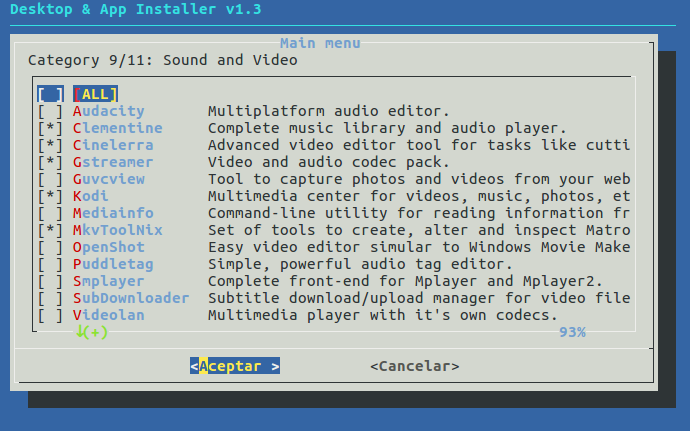 Desktop & App Installer v1.3
Main menu
Category 9/11: Sound and Video
[ ] [ALL]
[ ] Audacity Multiplatform audio editor.
[*] Clementine Complete music library and audio player.
[*] Cinelerra Advanced video editor tool for tasks like cutti
[*] Gstreamer Video and audio codec pack.
[ ] Guvcview Tool to capture photos and videos from your web
[*] Kodi Multimedia center for videos, music, photos, et
[ ] Mediainfo Command-line utility for reading information fr
[*] MkvToolNix Set of tools to create, alter and inspect Matro
[ ] OpenShot Easy video editor simular to Windows Movie Make
[ ] Puddletag Simple, powerful audio tag editor.
[ ] Smplayer Complete front-end for Mplayer and Mplayer2.
[ ] SubDownloader Subtitle download/upload manager for video file
[ ] Videolan Multimedia player with it's own codecs.
↓(+) 93%
<Aceptar > <Cancelar>